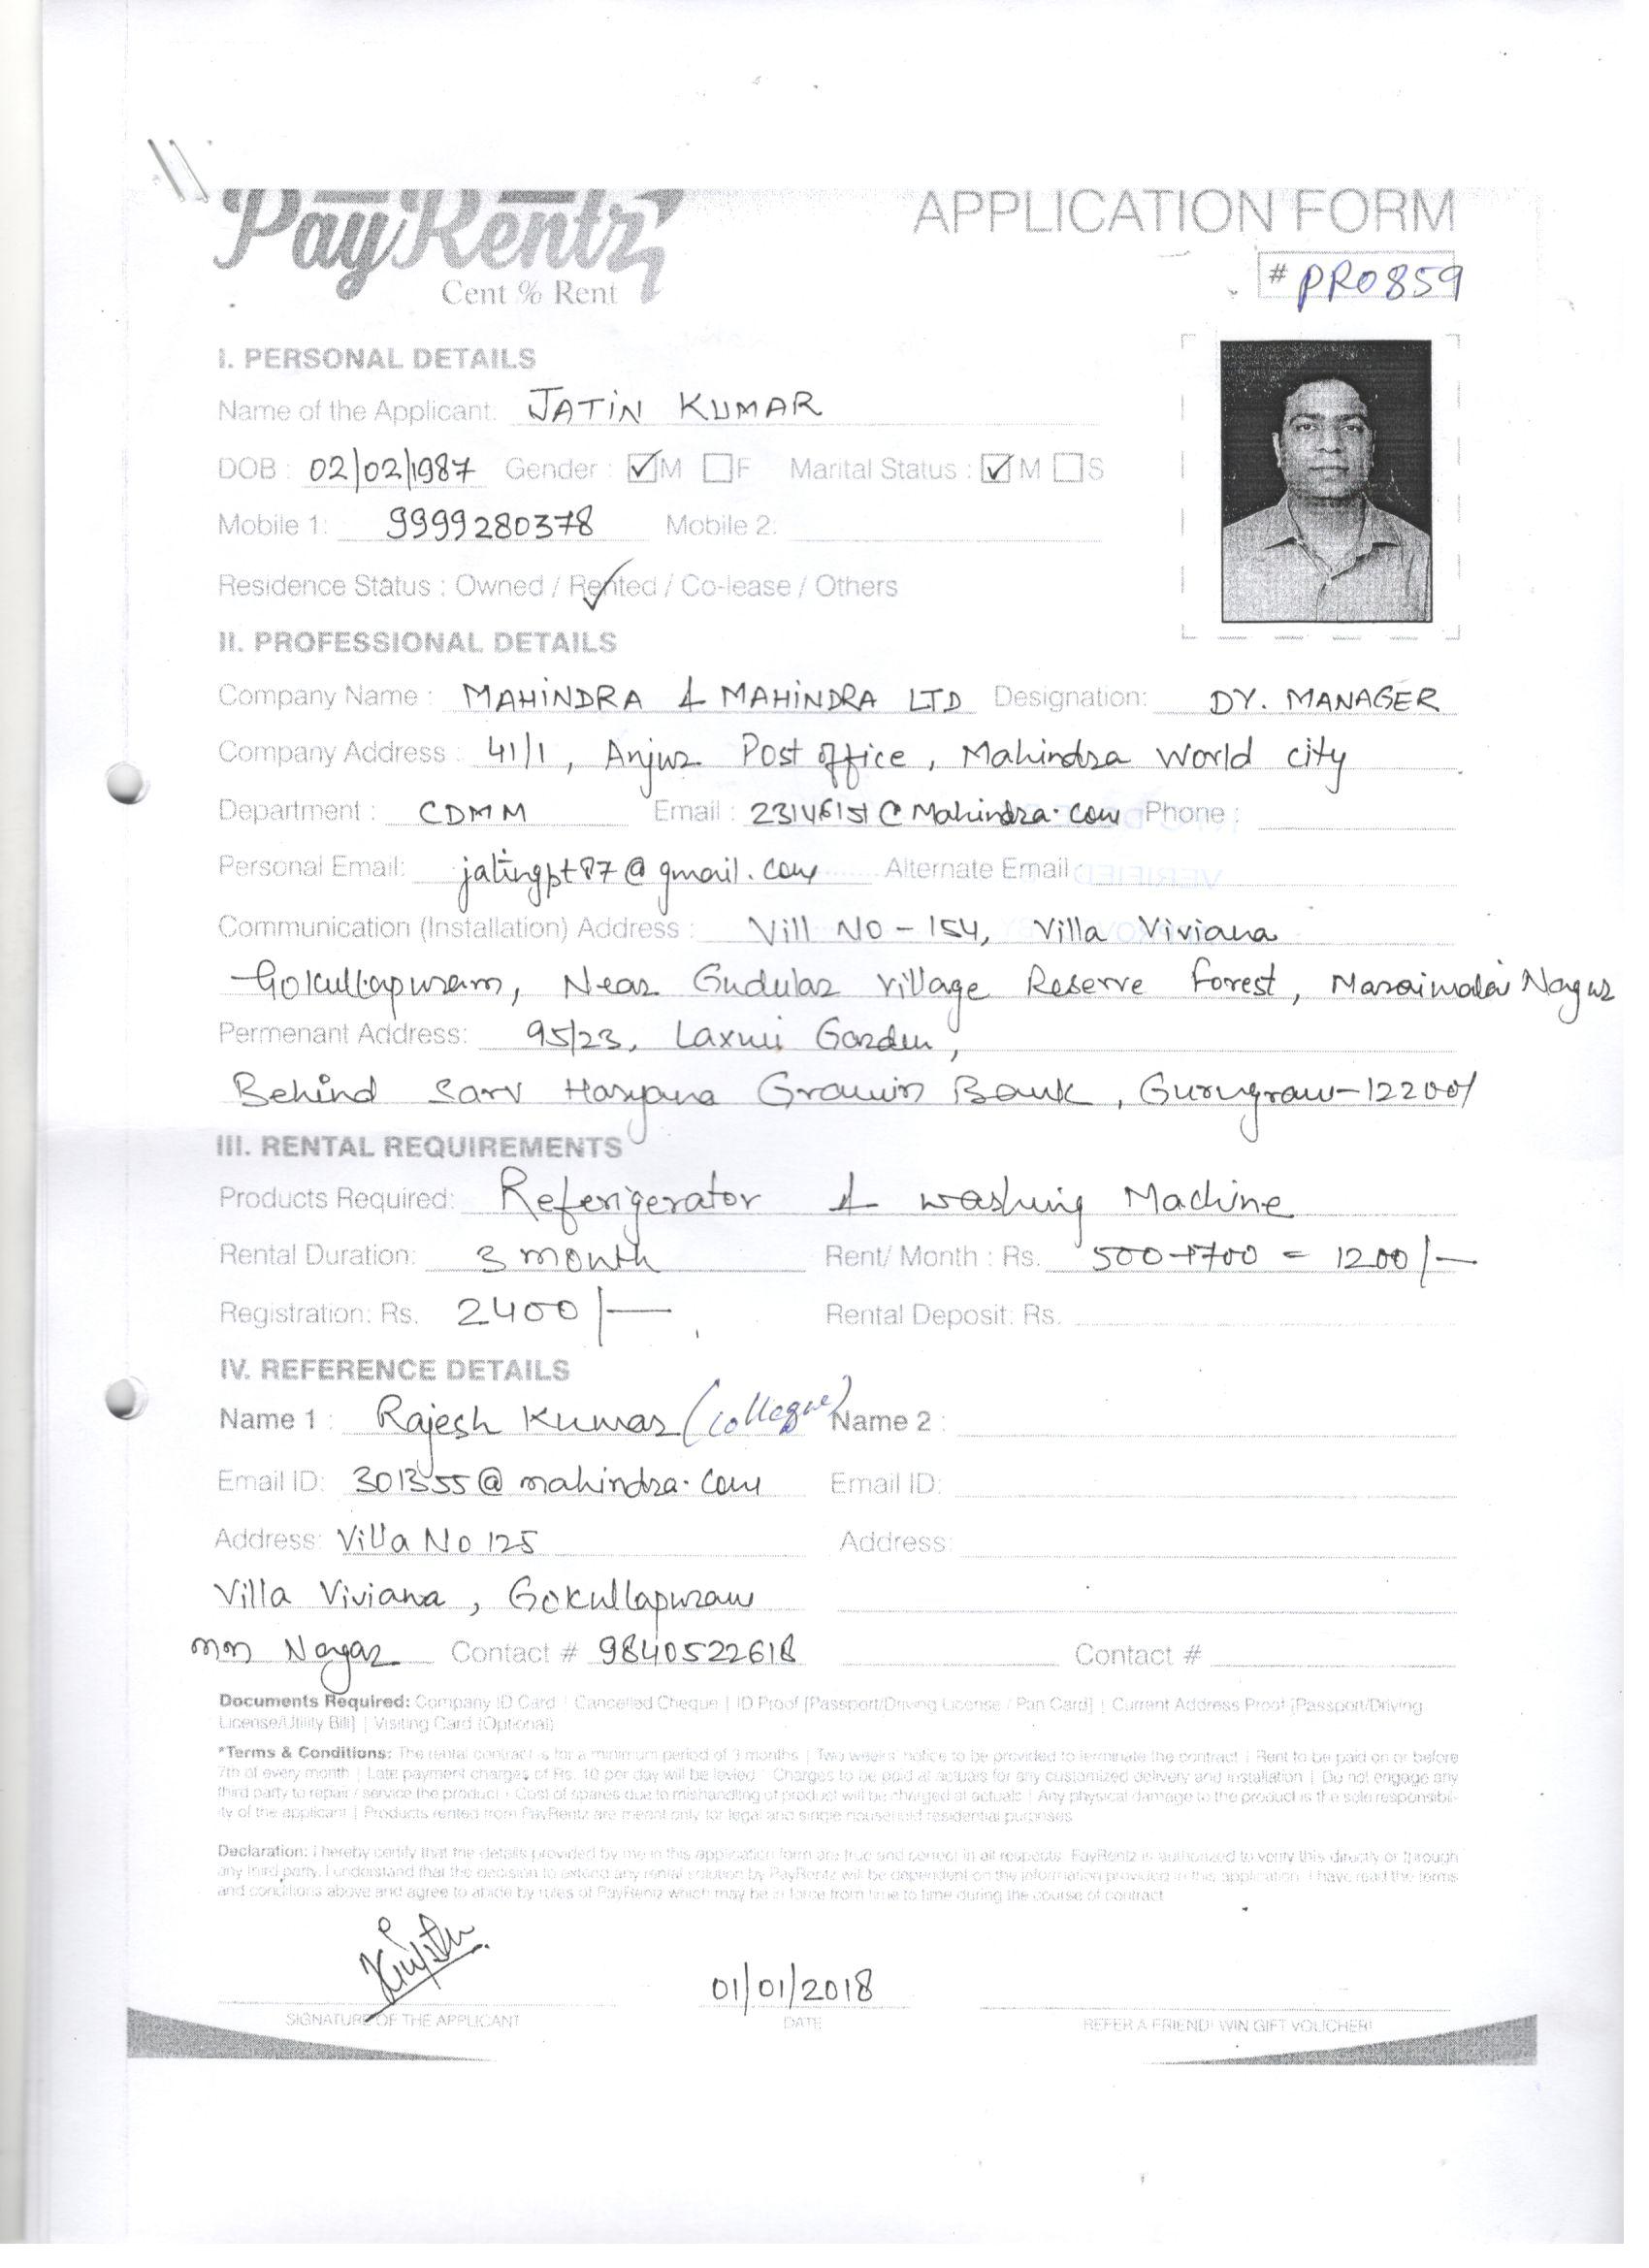 PayRentz
Cent % Rent
APPLICATION FORM
# PR0859
I. PERSONAL DETAILS
Name of the Applicant: JATIN KUMAR
DOB : 02/02/1987 Gender : M F Marital Status : M S
Mobile 1: 9999280378 Mobile 2:
Residence Status : Owned / Rented / Co-lease / Others
II. PROFESSIONAL DETAILS
Company Name : MAHINDRA & MAHINDRA LTD Designation: DY. MANAGER
Company Address : 41/1, Anjur Post office, Mahindra World city
Department : CDMM Email : 23146151@Mahindra.com Phone :
Personal Email: jatingpt87@gmail.com Alternate Email :
Communication (Installation) Address : Vill No - 154, Villa Viviana
Gokullapuram, Near Gudular Village Reserve Forest, Maraimalai Nagar
Permenant Address: 95/23, Laxmi Garden,
Behind Sarv Haryana Gramin Bank, Gurugram-122001
III. RENTAL REQUIREMENTS
Products Required: Referigerator & washing Machine
Rental Duration: 3 month Rent/ Month : Rs. 500+700 = 1200/-
Registration: Rs. 2400/- Rental Deposit: Rs.
IV. REFERENCE DETAILS
Name 1 : Rajesh Kumar (collegue) Name 2 :
Email ID: 301355@mahindra.com Email ID:
Address: Villa No 125 Address:
Villa Viviana, Gokullapuram
mm Nagar Contact # 9840522618 Contact #
Documents Required: Company ID Card | Cancelled Cheque | ID Proof [Passport/Driving License / Pan Card] | Current Address Proof [Passport/Driving
License/Utility Bill] | Visiting Card (Optional)
*Terms & Conditions: The rental contract is for a minimum period of 3 months | Two weeks' notice to be provided to terminate the contract | Rent to be paid on or before
7th of every month | Late payment charges of Rs. 10 per day will be levied | Charges to be paid at actuals for any customized delivery and installation | Do not engage any
third party to repair / service the product | Cost of spares due to mishandling of product will be charged at actuals | Any physical damage to the product is the sole responsibil-
ity of the applicant | Products rented from PayRentz are meant only for legal and single household residential purposes
Declaration: I hereby certify that the details provided by me in this application form are true and correct in all respects. PayRentz is authorized to verify this directly or through
any third party. I understand that the decision to extend any rental solution by PayRentz will be dependent on the information provided in this application. I have read the terms
and conditions above and agree to abide by rules of PayRentz which may be in force from time to time during the course of contract
01/01/2018
SIGNATURE OF THE APPLICANT DATE REFER A FRIEND! WIN GIFT VOUCHER!